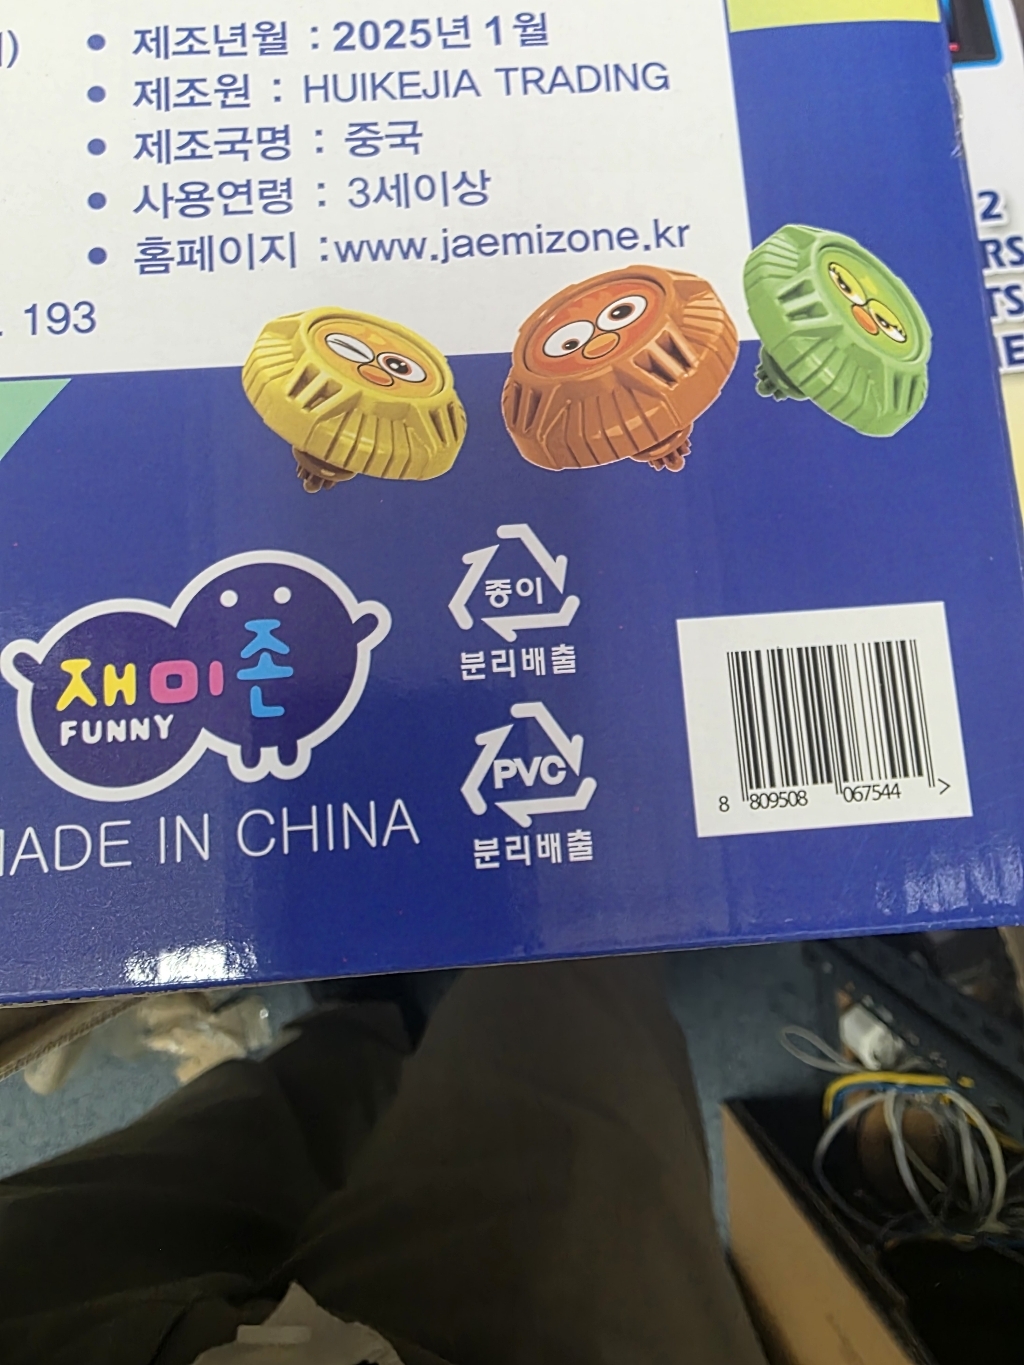 • 제조년월 : 2025년 1월
• 제조원 : HUIKEJIA TRADING
• 제조국명 : 중국
• 사용연령 : 3세이상
• 홈페이지 :www.jaemizone.kr
. 193
2
종이
분리배출
재미존
FUNNY
PVC
분리배출
MADE IN CHINA
8 809508 067544 >